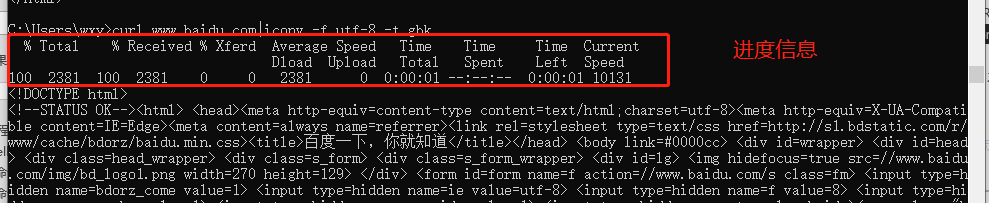 </html>
C:\Users\wxy>curl www.baidu.com|iconv -f utf-8 -t gbk
% Total % Received % Xferd Average Speed Time Time Time Current
Dload Upload Total Spent Left Speed
100 2381 100 2381 0 0 2381 0 0:00:01 --:--:-- 0:00:01 10131
进度信息
<!DOCTYPE html>
<!--STATUS OK--><html> <head><meta http-equiv=content-type content=text/html;charset=utf-8><meta http-equiv=X-UA-Compati
ble content=IE=Edge><meta content=always name=referrer><link rel=stylesheet type=text/css href=http://s1.bdstatic.com/r/
www/cache/bdorz/baidu.min.css><title>百度一下，你就知道</title></head> <body link=#0000cc> <div id=wrapper> <div id=head
> <div class=head_wrapper> <div class=s_form> <div class=s_form_wrapper> <div id=lg> <img hidefocus=true src=//www.baidu
.com/img/bd_logo1.png width=270 height=129> </div> <form id=form name=f action=//www.baidu.com/s class=fm> <input type=h
idden name=bdorz_come value=1> <input type=hidden name=ie value=utf-8> <input type=hidden name=f value=8> <input type=hi